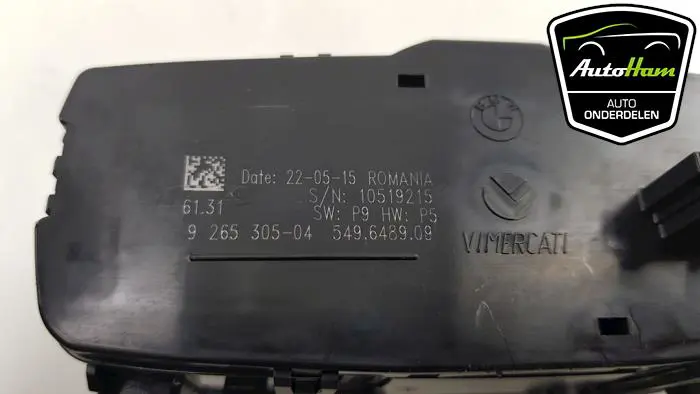 AutoHam
AUTO
ONDERDELEN
BMW
Date: 22-05-15 ROMANIA
S/N: 10519215
61.31
SW: P9 HW: P5
9 265 305-04 549.6489.09
VIMERCATI